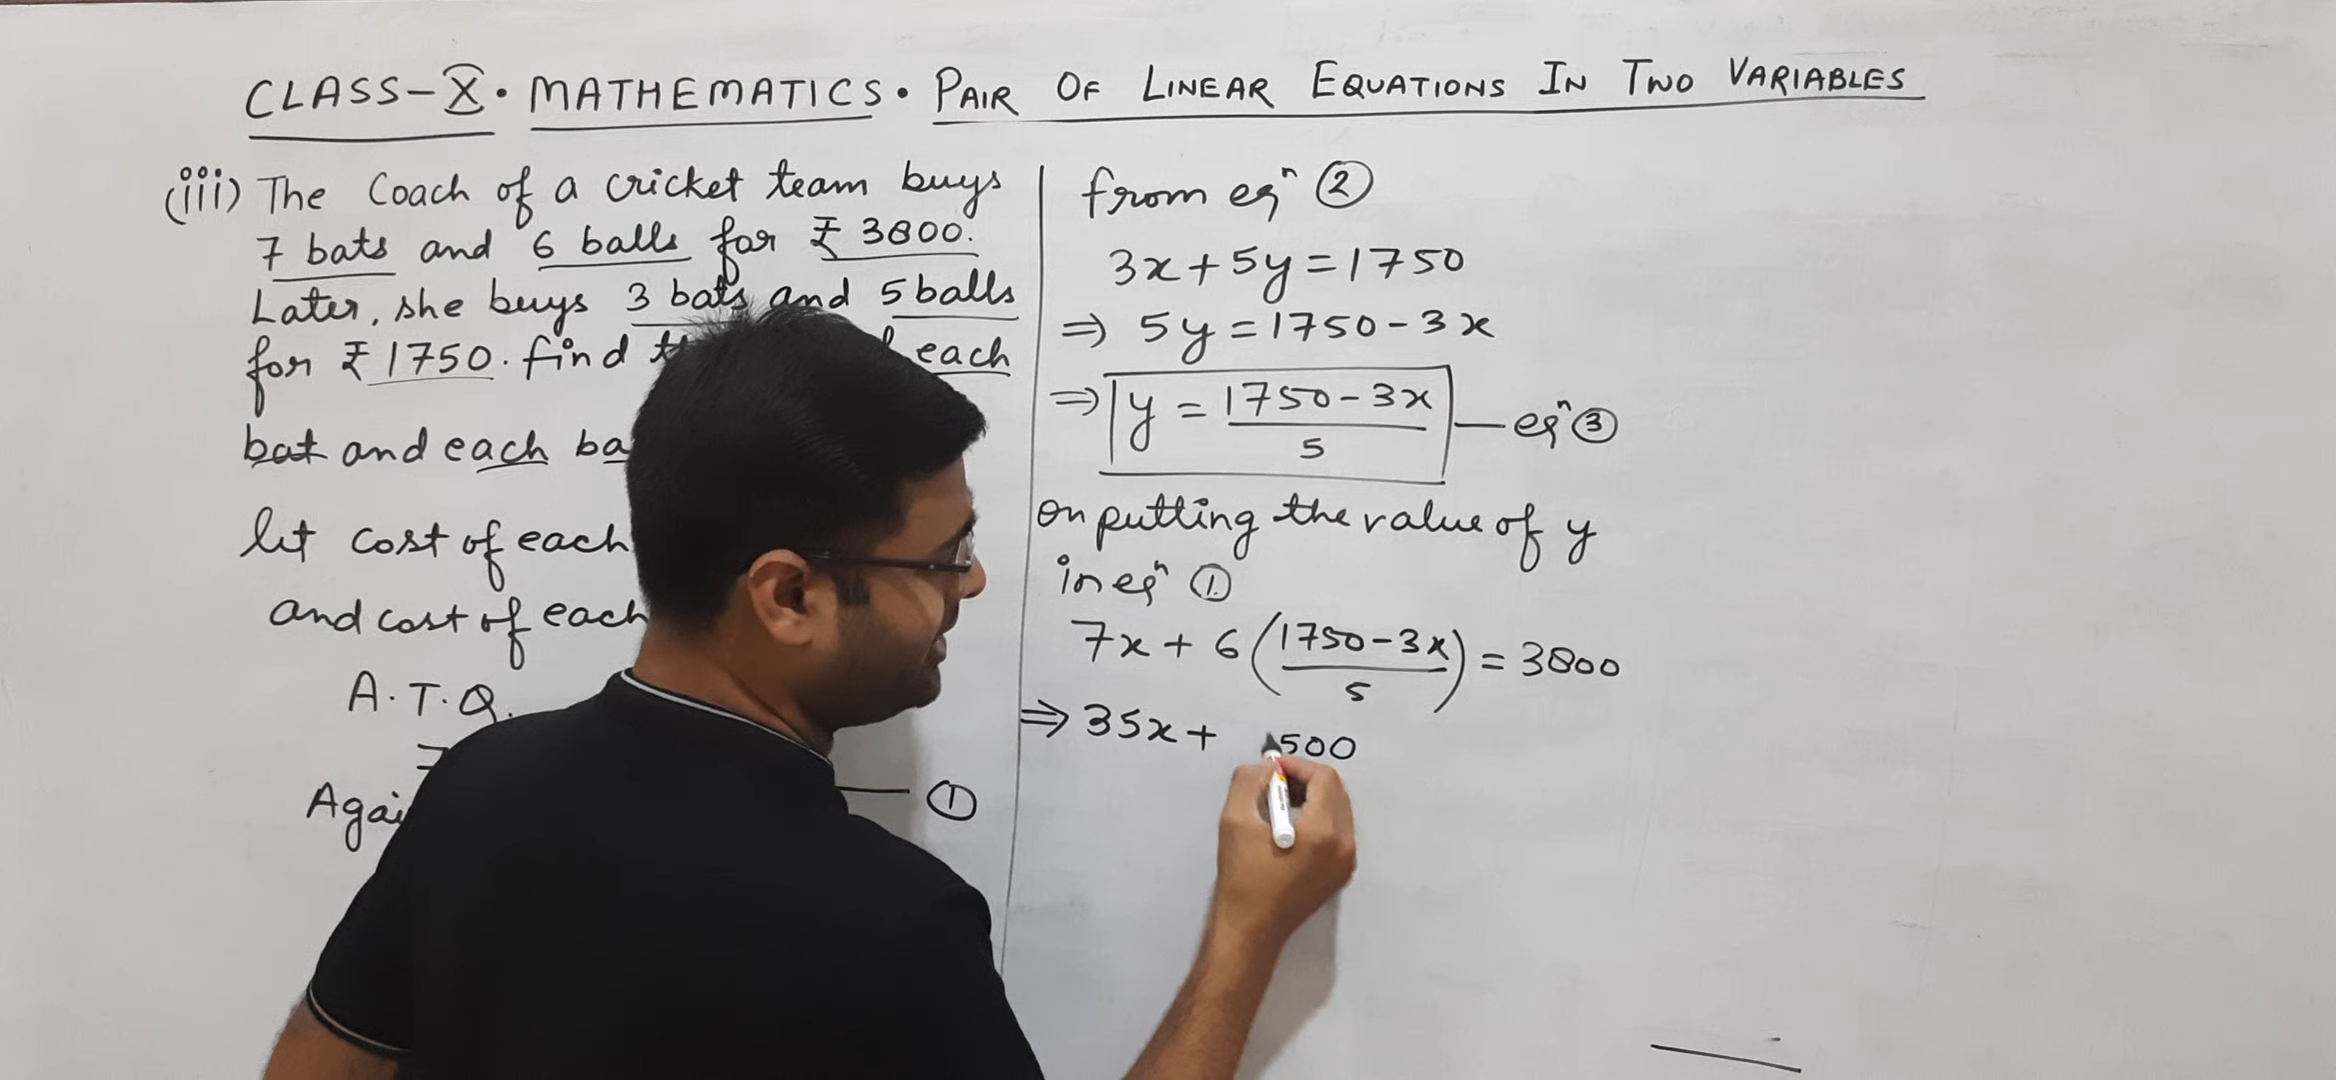 CLASS-X. MATHEMATICS. PAIR OF LINEAR EQUATIONS IN TWO VARIABLES
(iii) The Coach of a cricket team buys
7 bats and 6 balls for ₹ 3800.
Later, she buys 3 bats and 5 balls
for ₹ 1750. find each
bat and each
let cost of each
and cost of each
A.T.Q.
①
from eqⁿ ②
3x+5y=1750
⇒ 5y=1750-3x
⇒ y = (1750-3x)/5 — eqⁿ ③
on putting the value of y
in eqⁿ ①
7x + 6((1750-3x)/5) = 3800
⇒ 35x + 500